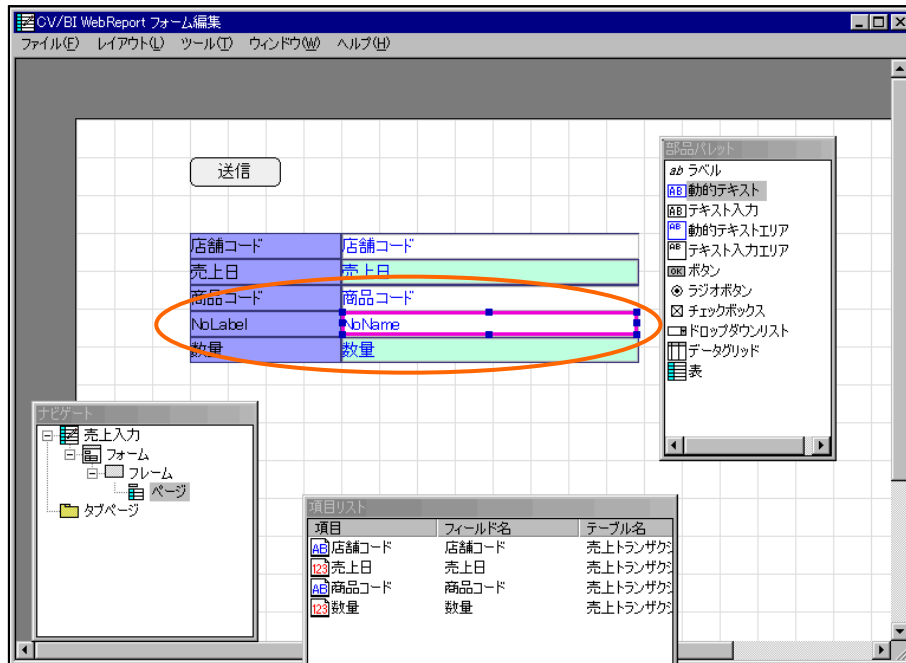 CV/BI WebReport フォーム編集
ファイル(F) レイアウト(L) ツール(T) ウィンドウ(W) ヘルプ(H)
送信
店舗コード 店舗コード
売上日 売上日
商品コード 商品コード
NoLabel NoName
数量 数量
部品パレット
ab ラベル
AB 動的テキスト
AB テキスト入力
AB 動的テキストエリア
AB テキスト入力エリア
OK ボタン
ラジオボタン
チェックボックス
ドロップダウンリスト
データグリッド
表
ナビゲート
売上入力
フォーム
フレーム
ページ
タブページ
項目リスト
項目 フィールド名 テーブル名
AB 店舗コード 店舗コード 売上トランザク
123 売上日 売上日 売上トランザク
AB 商品コード 商品コード 売上トランザク
123 数量 数量 売上トランザク